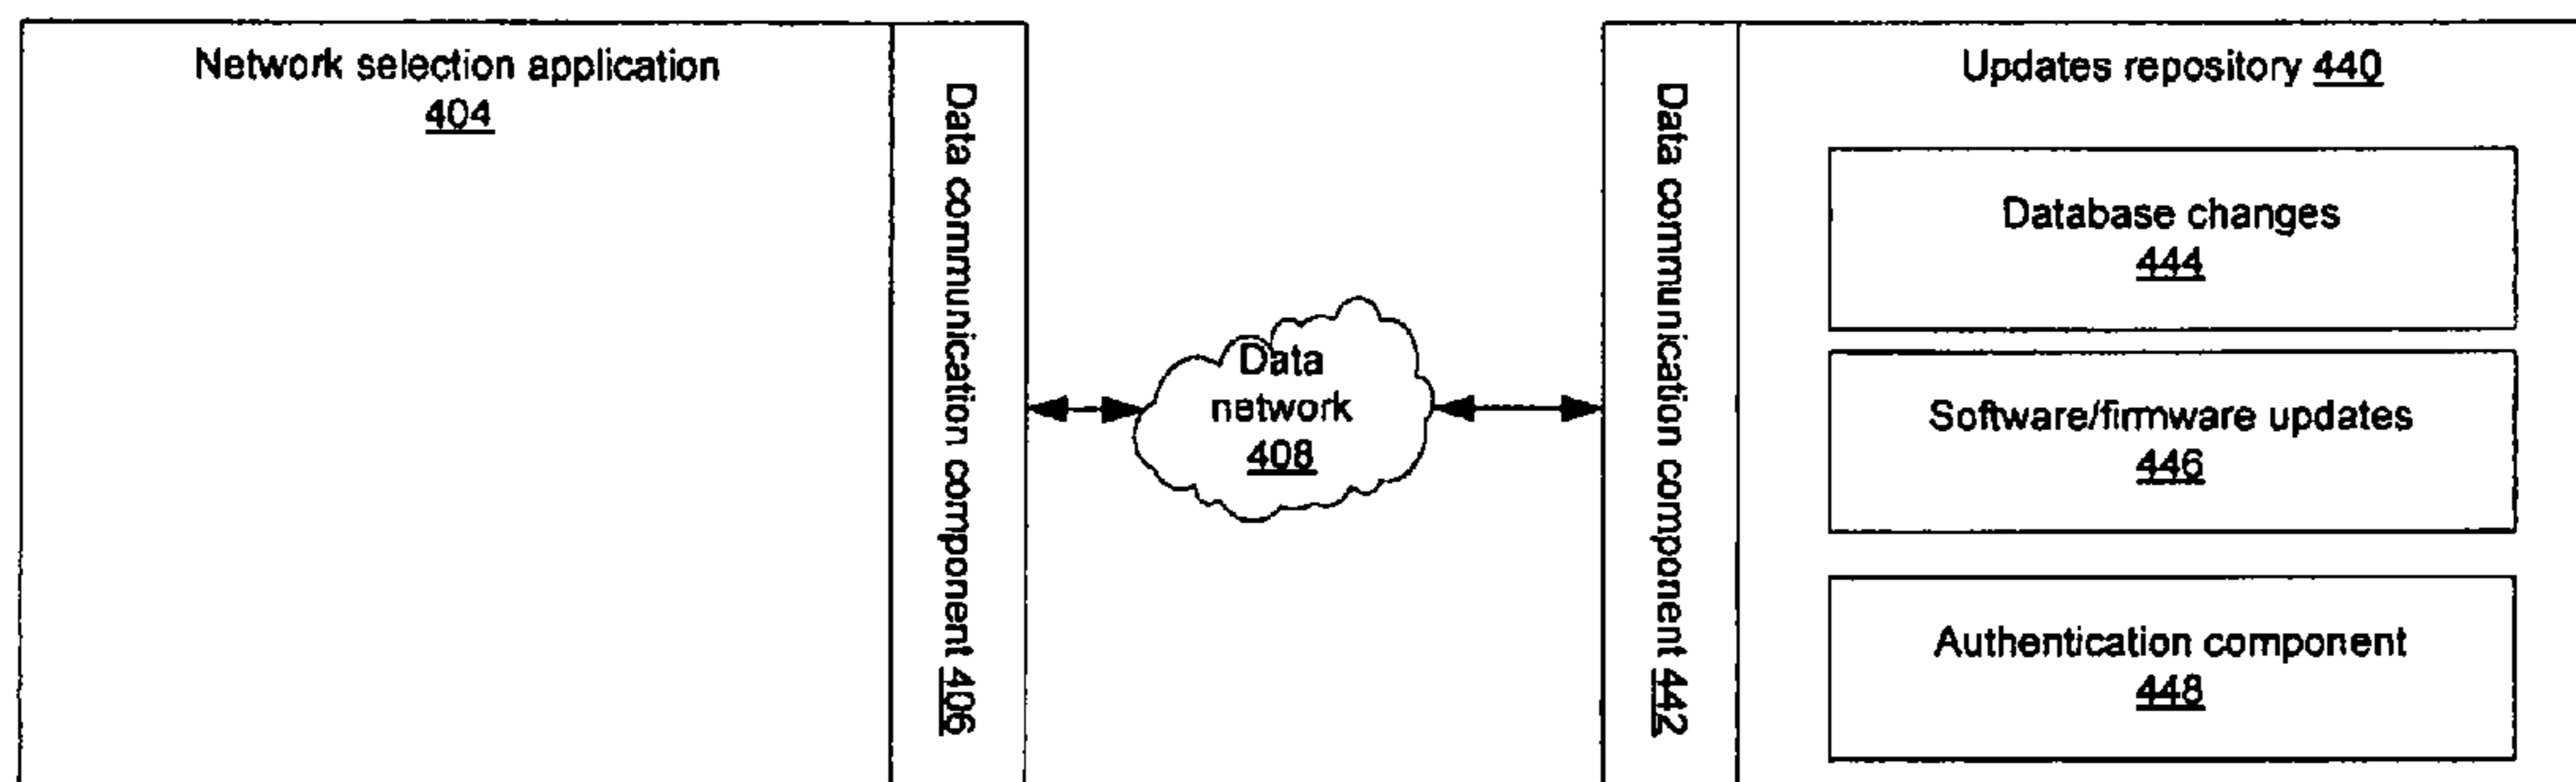 Network selection application
404
Data communication component 406
Data
network
408
Data communication component 442
Updates repository 440
Database changes
444
Software/firmware updates
446
Authentication component
448